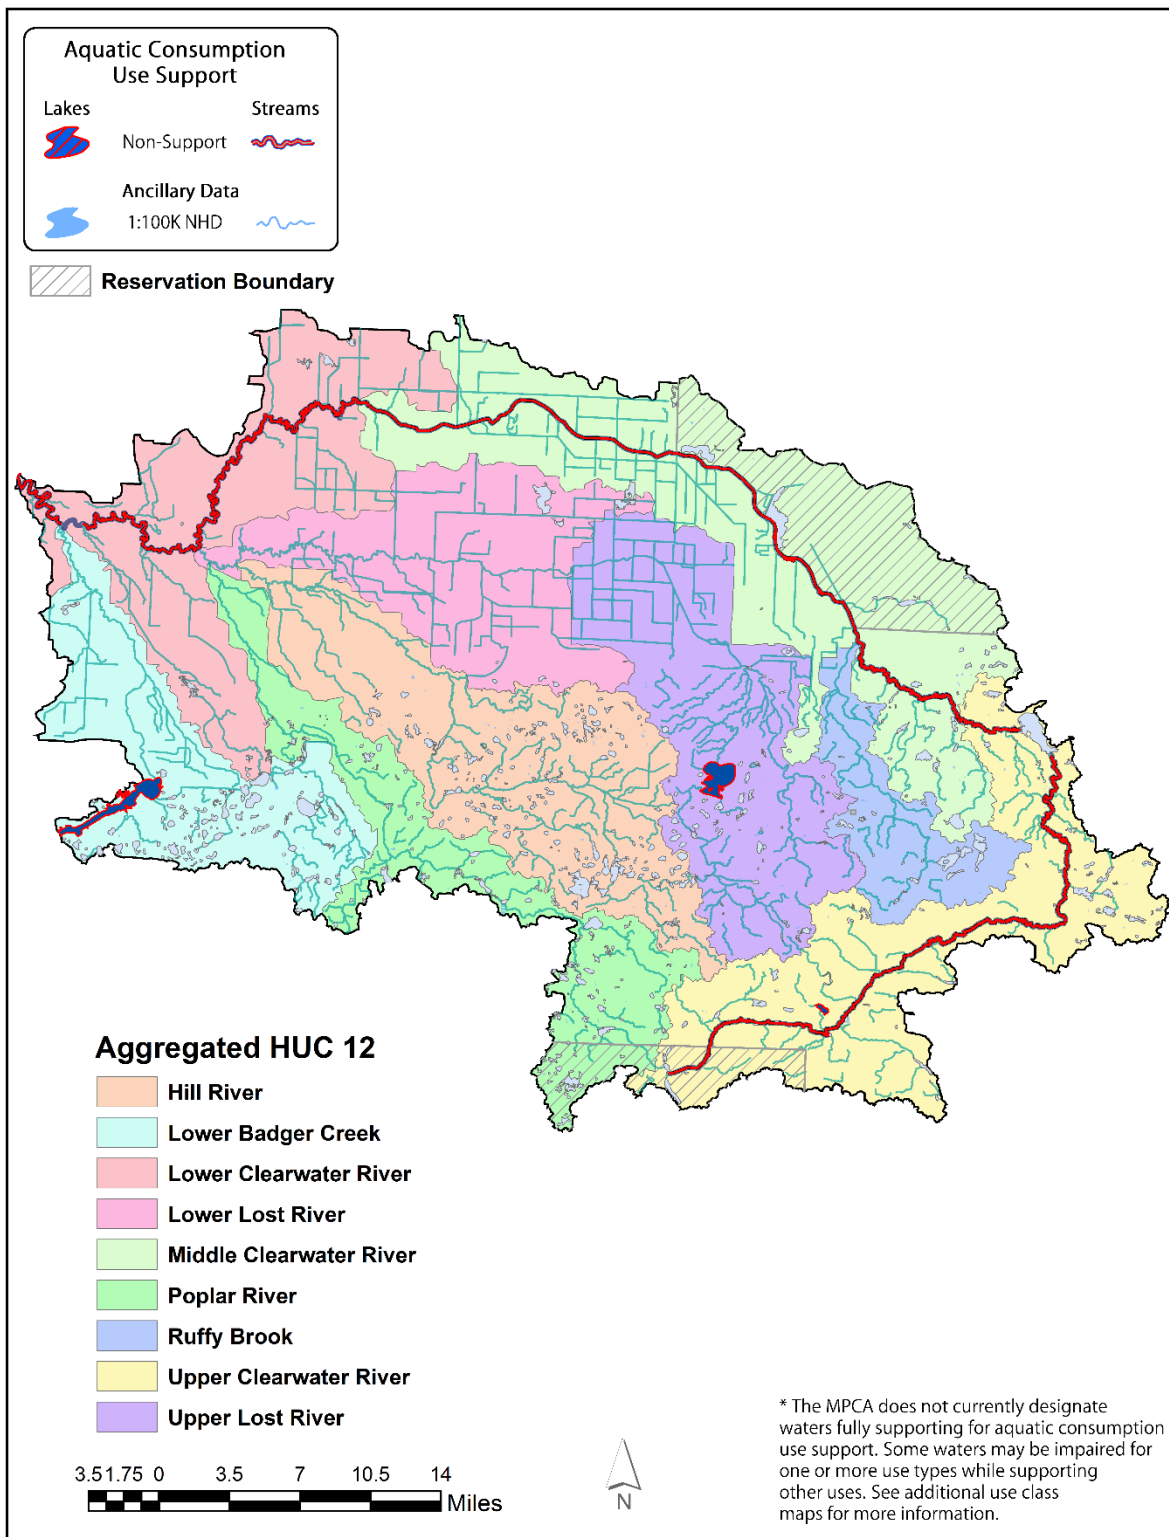 Aquatic Consumption
Use Support
Lakes Streams
Non-Support
Ancillary Data
1:100K NHD
Reservation Boundary
Aggregated HUC 12
Hill River
Lower Badger Creek
Lower Clearwater River
Lower Lost River
Middle Clearwater River
Poplar River
Ruffy Brook
Upper Clearwater River
Upper Lost River
3.5 1.75 0 3.5 7 10.5 14
Miles
N
* The MPCA does not currently designate
waters fully supporting for aquatic consumption
use support. Some waters may be impaired for
one or more use types while supporting
other uses. See additional use class
maps for more information.